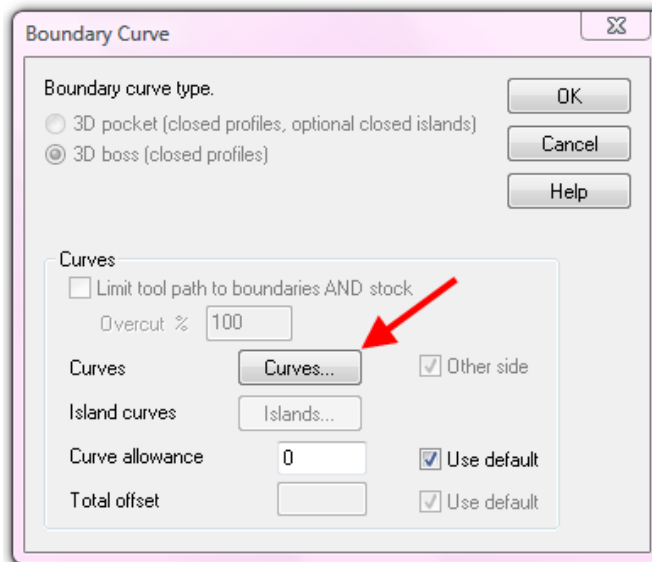 Boundary Curve
Boundary curve type.
OK
3D pocket (closed profiles, optional closed islands)
3D boss (closed profiles)
Cancel
Help
Curves
Limit tool path to boundaries AND stock
Overcut % 100
Curves Curves... Other side
Island curves Islands...
Curve allowance 0 Use default
Total offset Use default